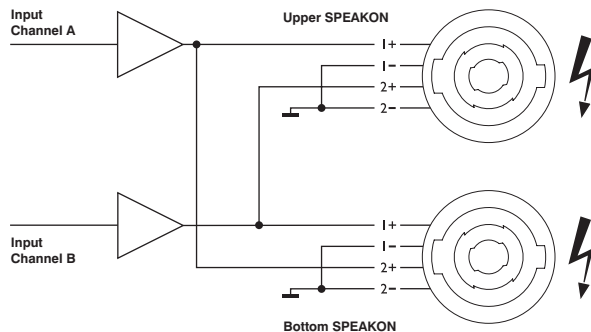 Input
Channel A
Upper SPEAKON
1+
1−
2+
2−
Input
Channel B
1+
1−
2+
2−
Bottom SPEAKON